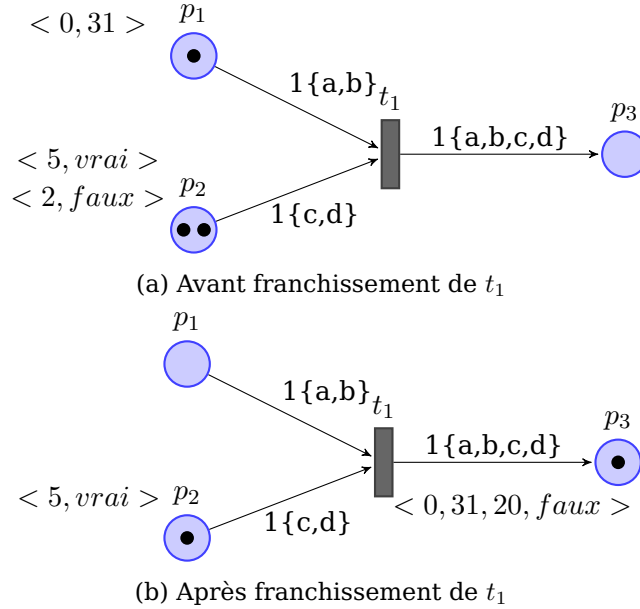 < 0, 31 >
p₁
1{a,b}
t₁
1{a,b,c,d}
p₃
< 5, vrai >
< 2, faux >
p₂
1{c,d}
(a) Avant franchissement de t₁
p₁
1{a,b}
t₁
1{a,b,c,d}
p₃
< 5, vrai >
p₂
1{c,d}
< 0, 31, 20, faux >
(b) Après franchissement de t₁